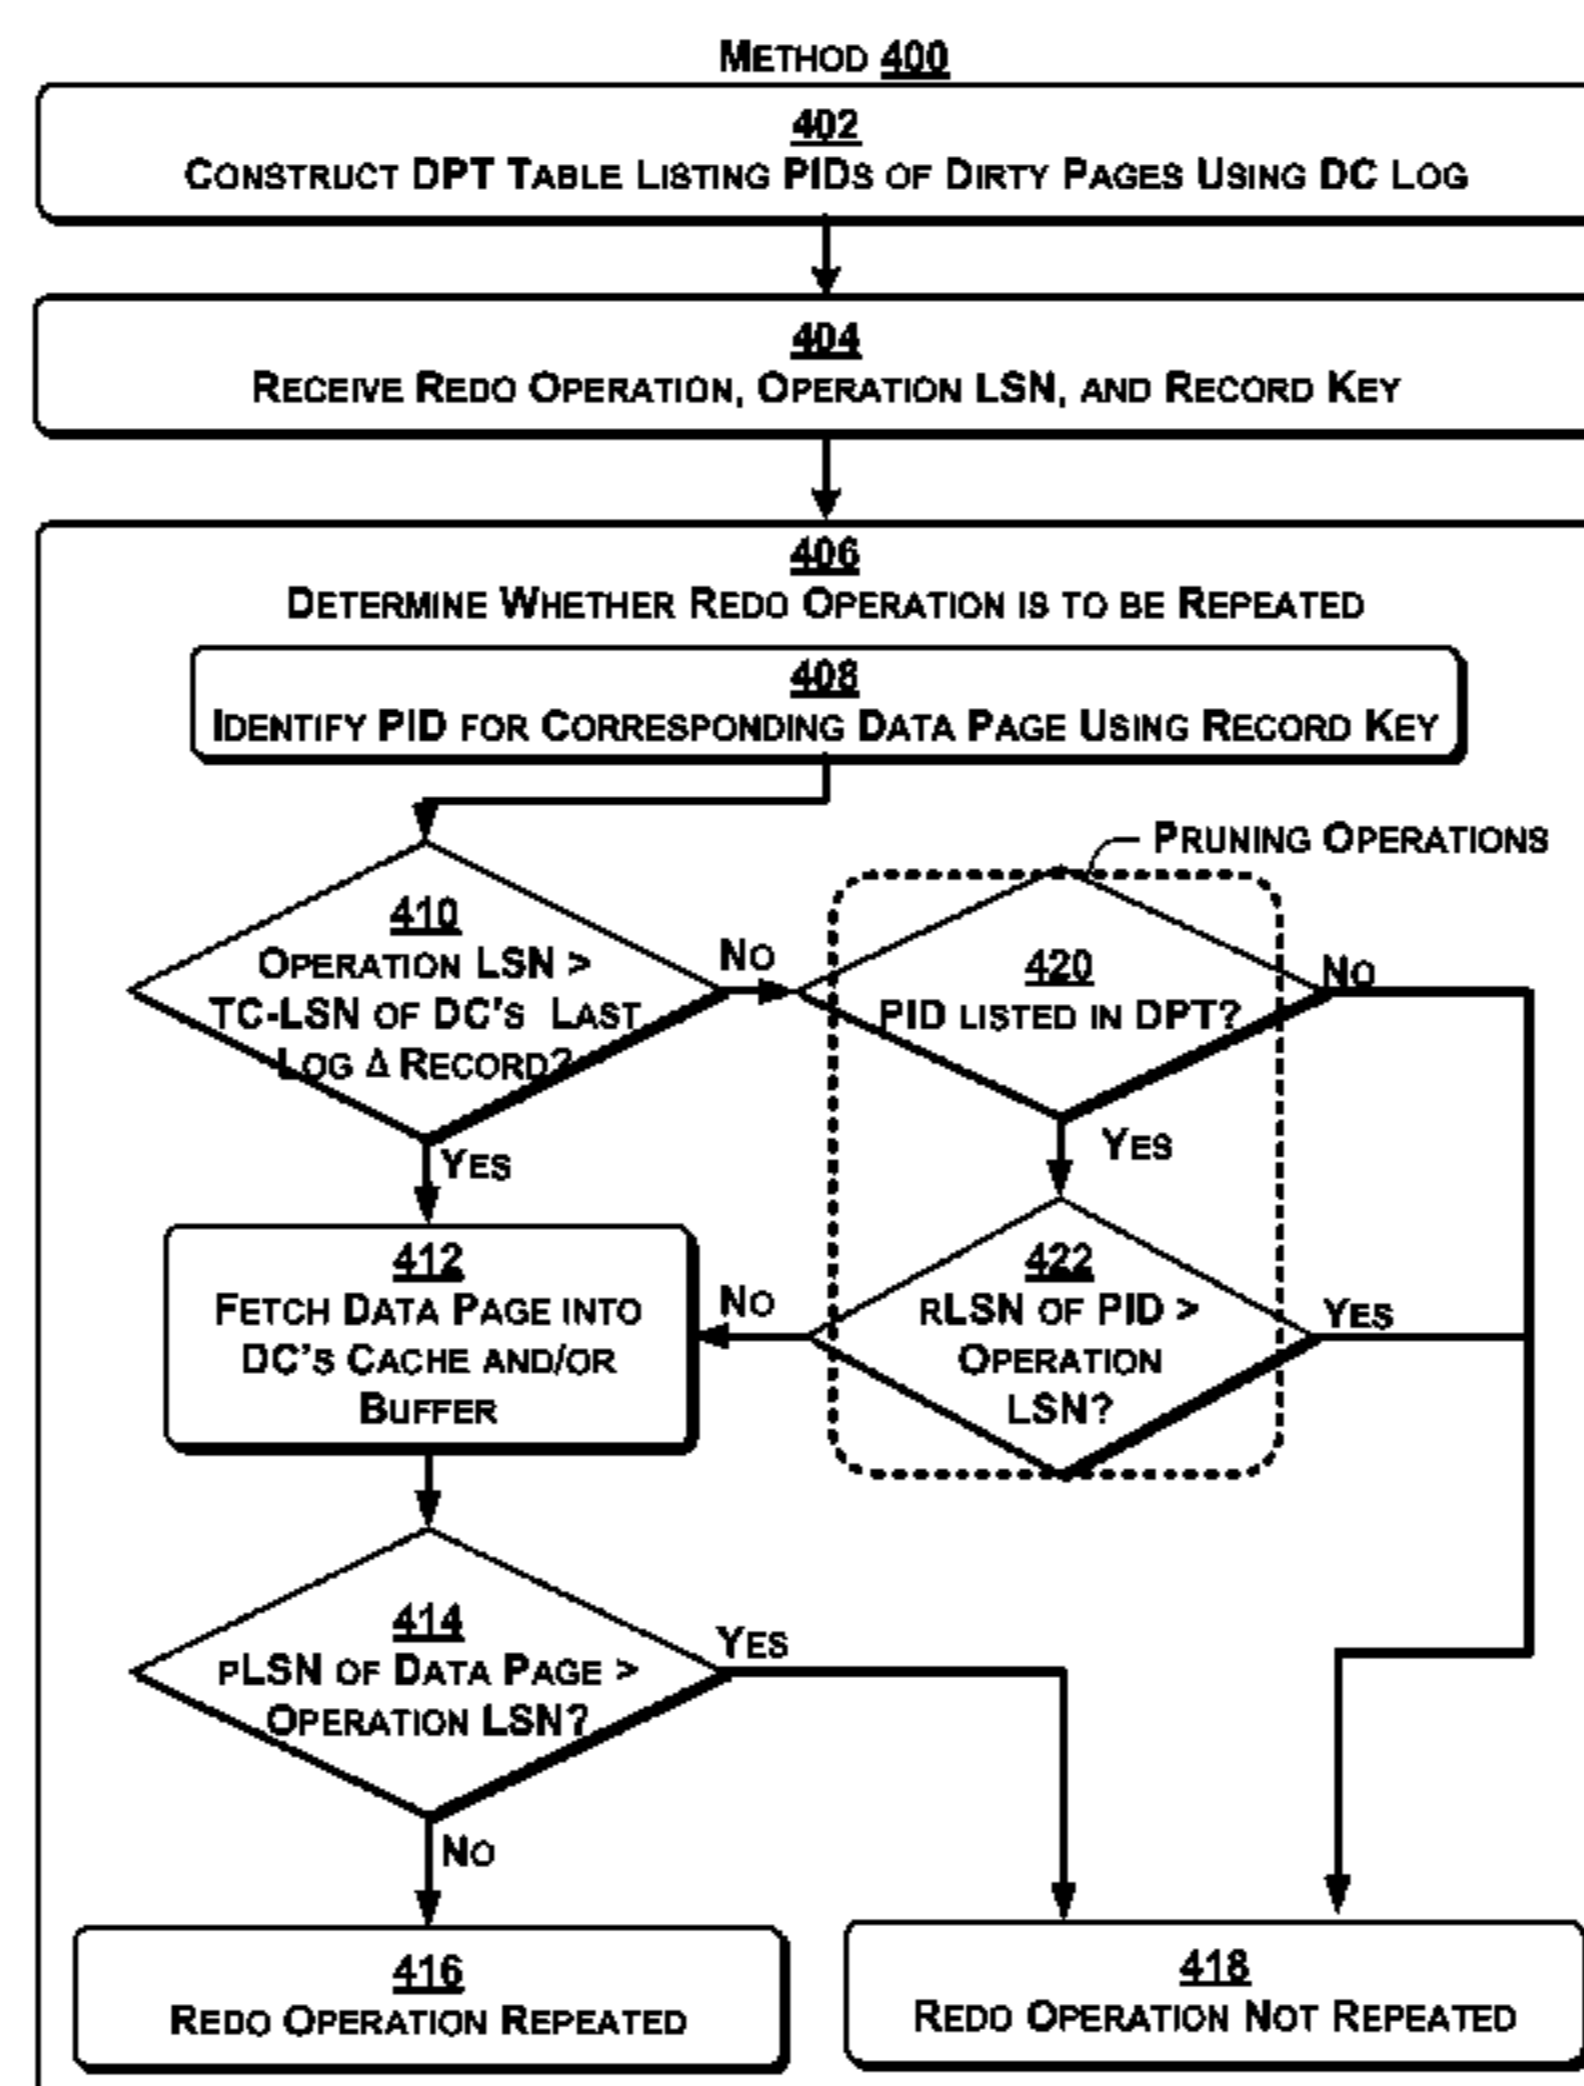 METHOD 400
402
CONSTRUCT DPT TABLE LISTING PIDS OF DIRTY PAGES USING DC LOG
404
RECEIVE REDO OPERATION, OPERATION LSN, AND RECORD KEY
406
DETERMINE WHETHER REDO OPERATION IS TO BE REPEATED
408
IDENTIFY PID FOR CORRESPONDING DATA PAGE USING RECORD KEY
PRUNING OPERATIONS
410
OPERATION LSN >
TC-LSN OF DC'S LAST
LOG Δ RECORD?
NO
YES
420
PID LISTED IN DPT?
NO
YES
412
FETCH DATA PAGE INTO
DC'S CACHE AND/OR
BUFFER
NO
422
RLSN OF PID >
OPERATION
LSN?
YES
414
PLSN OF DATA PAGE >
OPERATION LSN?
YES
NO
416
REDO OPERATION REPEATED
418
REDO OPERATION NOT REPEATED